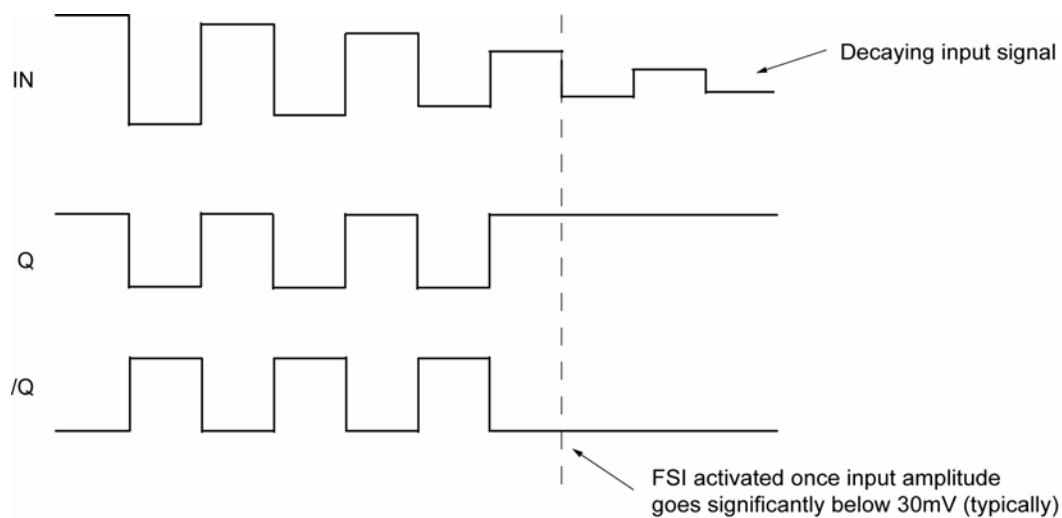 Decaying input signal
IN
Q
/Q
FSI activated once input amplitude
goes significantly below 30mV (typically)